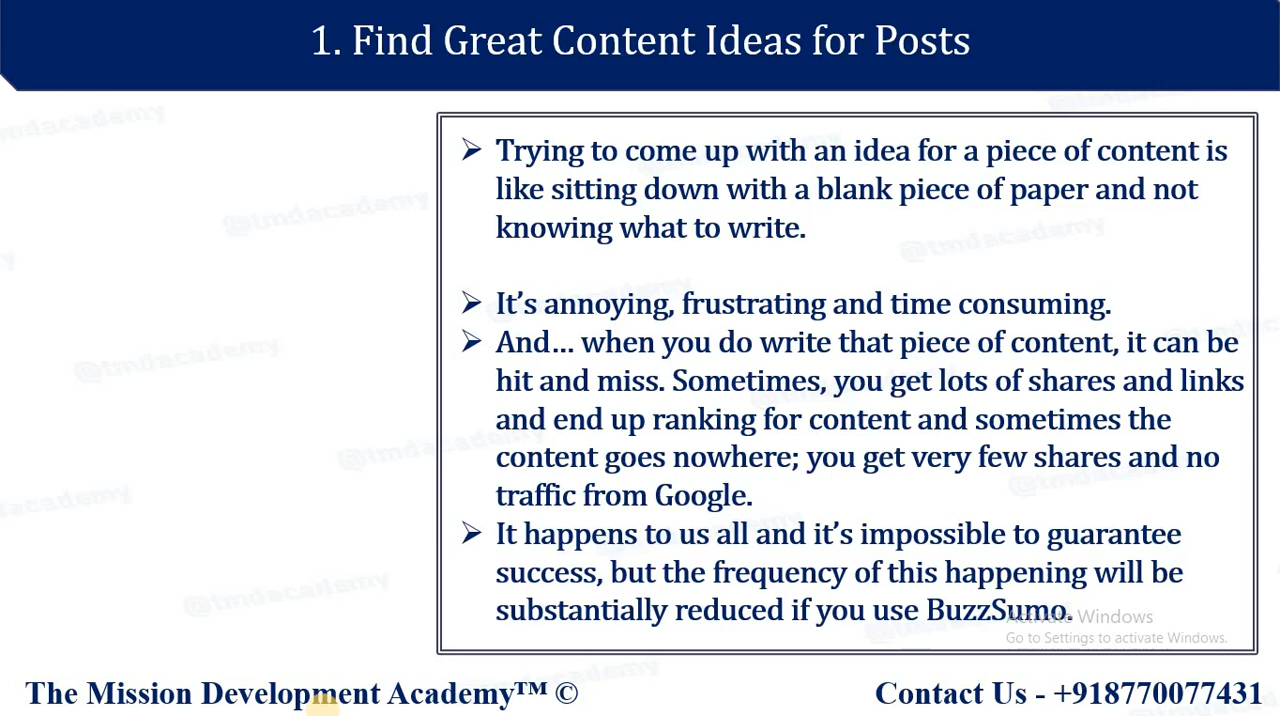 1. Find Great Content Ideas for Posts
➢ Trying to come up with an idea for a piece of content is
like sitting down with a blank piece of paper and not
knowing what to write.
➢ It’s annoying, frustrating and time consuming.
➢ And… when you do write that piece of content, it can be
hit and miss. Sometimes, you get lots of shares and links
and end up ranking for content and sometimes the
content goes nowhere; you get very few shares and no
traffic from Google.
➢ It happens to us all and it’s impossible to guarantee
success, but the frequency of this happening will be
substantially reduced if you use BuzzSumo.
Activate Windows
Go to Settings to activate Windows.
The Mission Development Academy™ ©
Contact Us - +918770077431
@tmdacademy
@tmdacademy
@tmdacademy
@tmdacademy
@tmdacademy
@tmdacademy